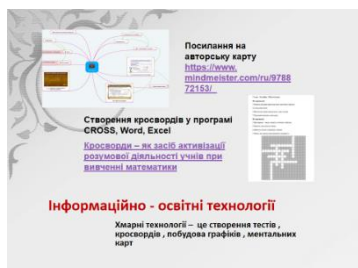 Посилання на
авторську карту
https://www.
mindmeister.com/ru/9788
72153/
Створення кросвордів у програмі
CROSS, Word, Excel
Кросворди – як засіб активізації
розумової діяльності учнів при
вивченні математики
Інформаційно - освітні технології
Хмарні технології – це створення тестів ,
кросвордів , побудова графіків , ментальних
карт